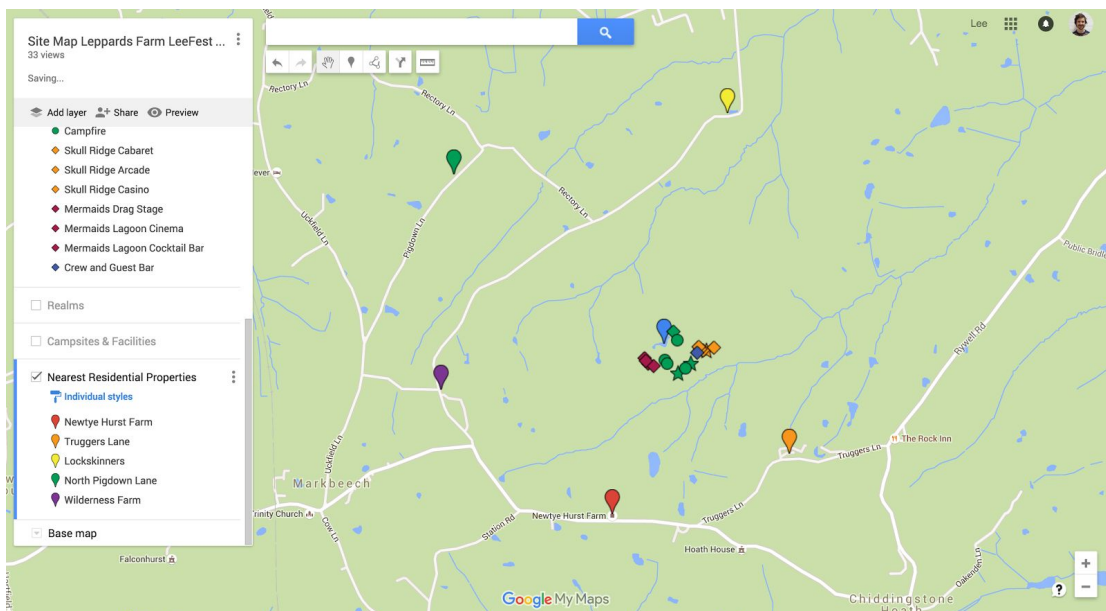 Site Map Leppards Farm LeeFest ...
33 views
Saving...
Add layer
Share
Preview
Campfire
Skull Ridge Cabaret
Skull Ridge Arcade
Skull Ridge Casino
Mermaids Drag Stage
Mermaids Lagoon Cinema
Mermaids Lagoon Cocktail Bar
Crew and Guest Bar
Realms
Campsites & Facilities
Nearest Residential Properties
Individual styles
Newtye Hurst Farm
Truggers Lane
Lockskinners
North Pigdown Lane
Wilderness Farm
Base map
Lee
Rectory Ln
Rectory Ln
Rectory Ln
ever
Uckfield Ln
Pigdown Ln
Public Bridle
Rywell Rd
Uckfield Ln
Markbeech
Trinity Church
Cow Ln
Station Rd
Newtye Hurst Farm
Truggers Ln
Truggers Ln
The Rock Inn
Hoath House
Falconhurst
Oakenden Ln
Chiddingstone
Heath
Google My Maps
?
+
−